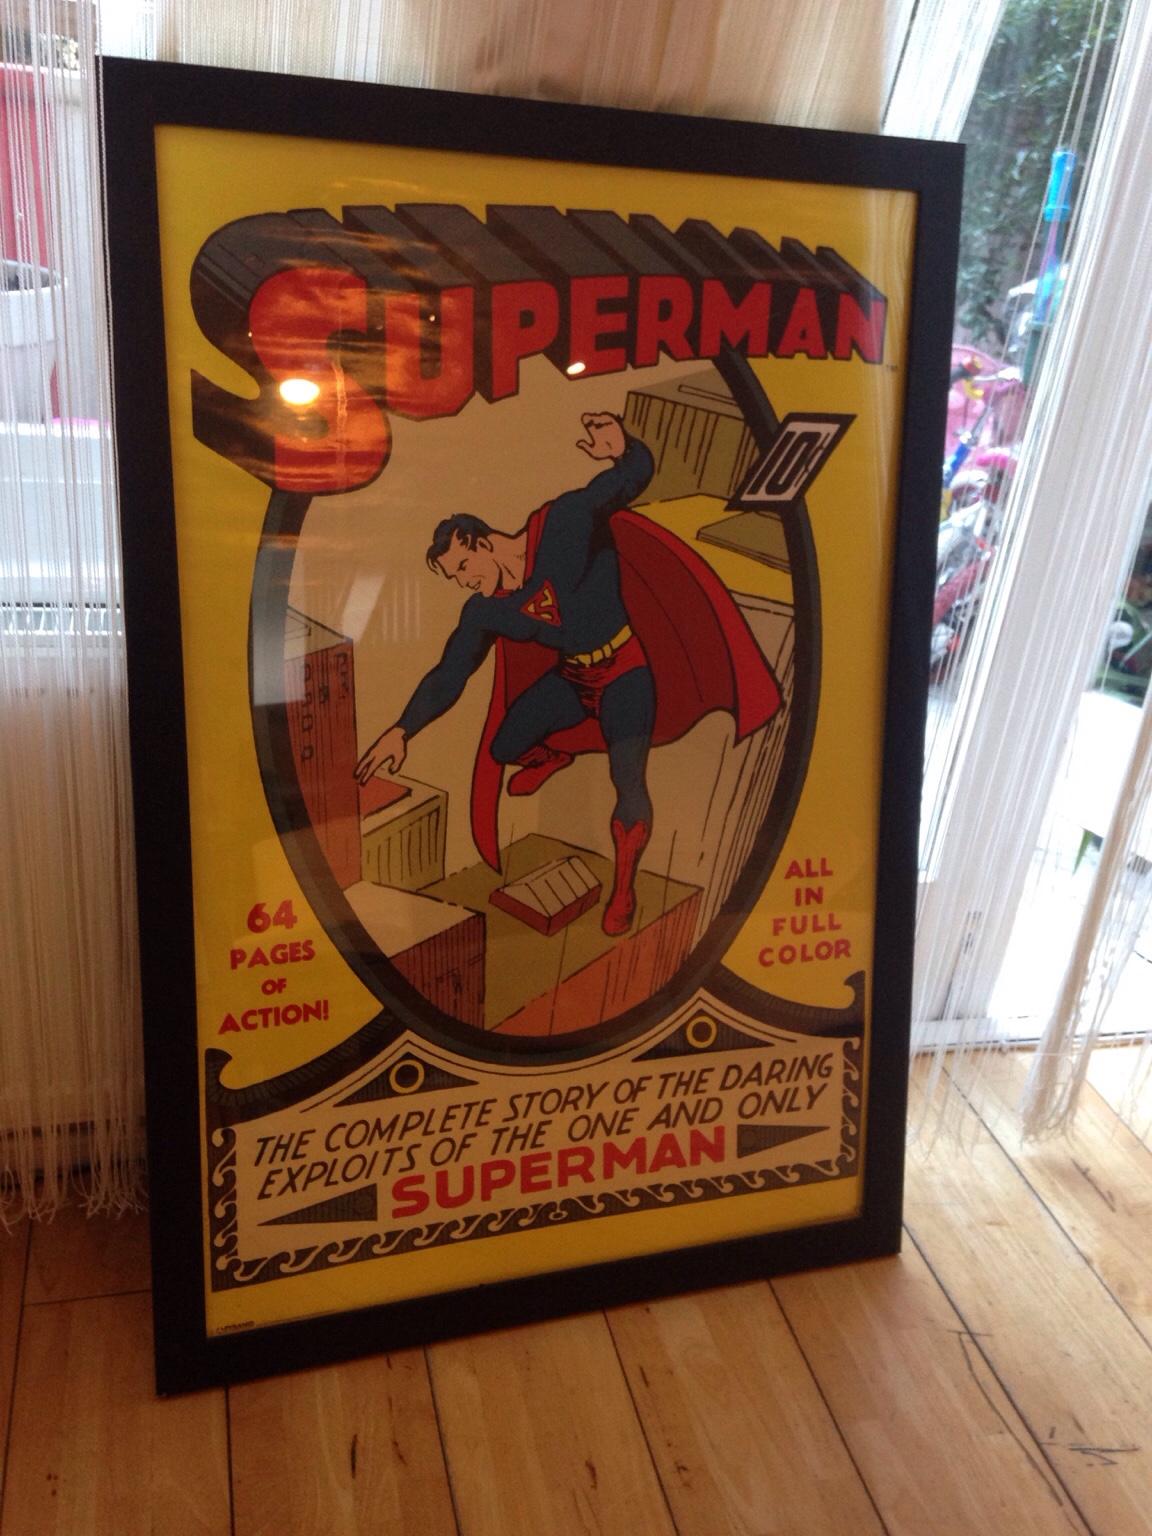 SUPERMAN
10¢
64
PAGES
OF
ACTION!
ALL
IN
FULL
COLOR
THE COMPLETE STORY OF THE DARING
EXPLOITS OF THE ONE AND ONLY
SUPERMAN